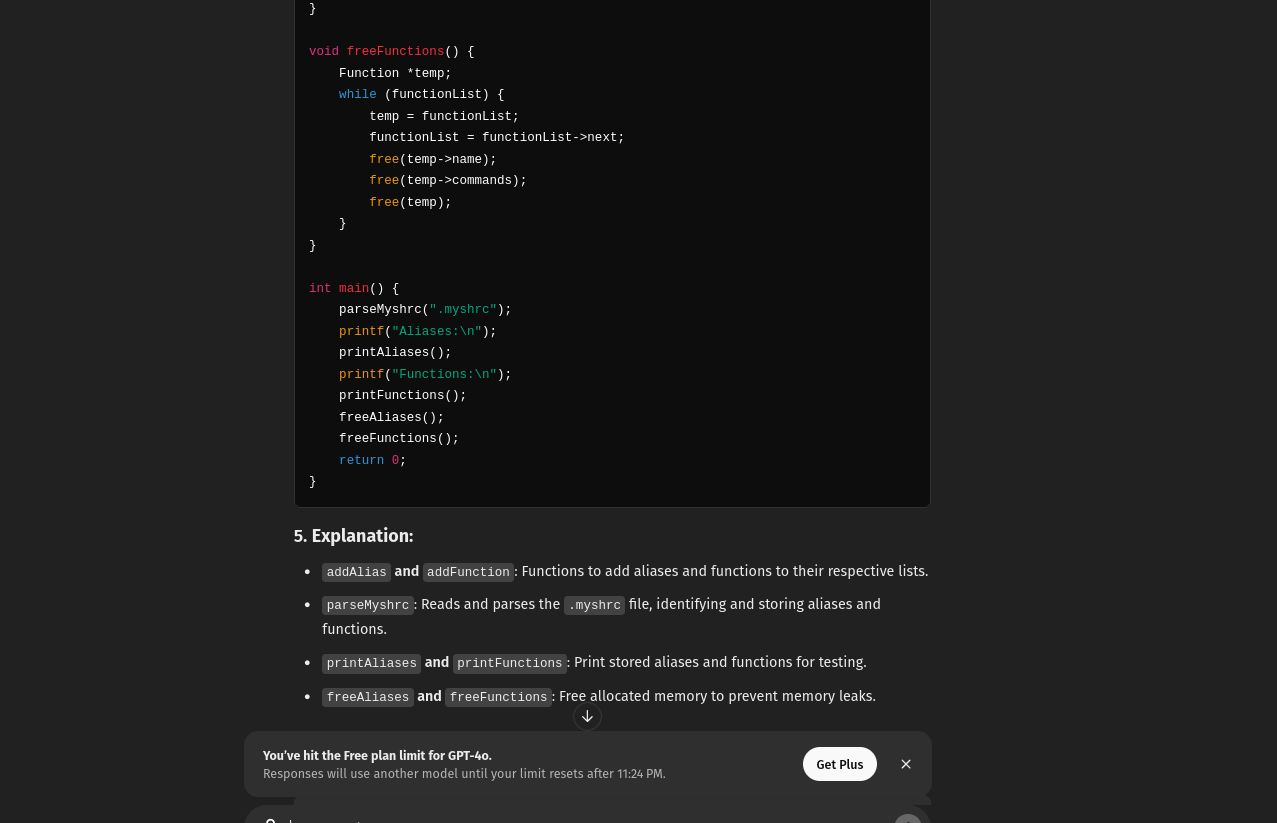 }
void freeFunctions() {
    Function *temp;
    while (functionList) {
        temp = functionList;
        functionList = functionList->next;
        free(temp->name);
        free(temp->commands);
        free(temp);
    }
}
int main() {
    parseMyshrc(".myshrc");
    printf("Aliases:\n");
    printAliases();
    printf("Functions:\n");
    printFunctions();
    freeAliases();
    freeFunctions();
    return 0;
}
5. Explanation:
• addAlias and addFunction: Functions to add aliases and functions to their respective lists.
• parseMyshrc: Reads and parses the .myshrc file, identifying and storing aliases and
functions.
• printAliases and printFunctions: Print stored aliases and functions for testing.
• freeAliases and freeFunctions: Free allocated memory to prevent memory leaks.
You've hit the Free plan limit for GPT-4o.
Responses will use another model until your limit resets after 11:24 PM.
Get Plus